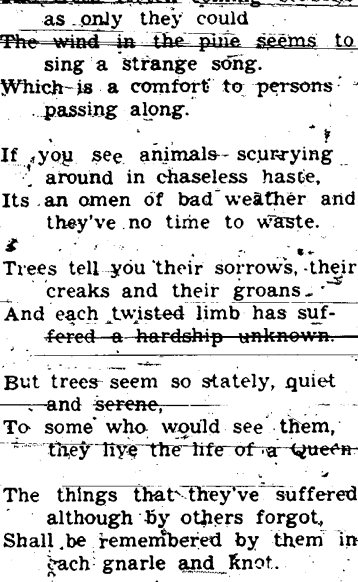 as only they could
The wind in the pine seems to
sing a strange song.
Which is a comfort to persons
passing along.
If you see animals scurrying
around in chaseless haste,
Its an omen of bad weather and
they've no time to waste.
Trees tell you their sorrows, their
creaks and their groans
And each twisted limb has suf-
fered a hardship unknown.
But trees seem so stately, quiet
and serene,
To some who would see them,
they live the life of a Queen
The things that they've suffered
although by others forgot,
Shall be remembered by them in
each gnarle and knot.